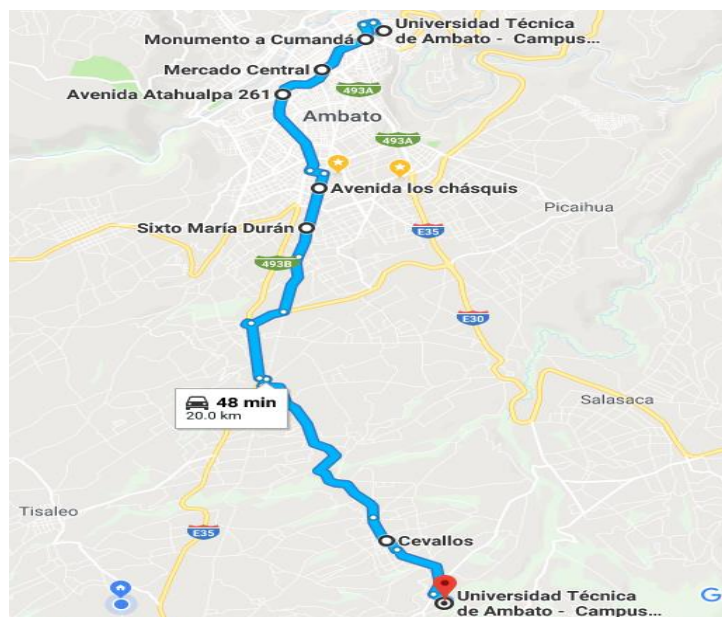 Universidad Técnica
de Ambato - Campus...
Monumento a Cumandá
Mercado Central
Avenida Atahualpa 261
493A
Ambato
493A
Avenida los chásquis
Picaihua
Sixto María Durán
E35
493B
E30
48 min
20.0 km
Salasaca
Tisaleo
E35
Cevallos
Universidad Técnica
de Ambato - Campus...
G